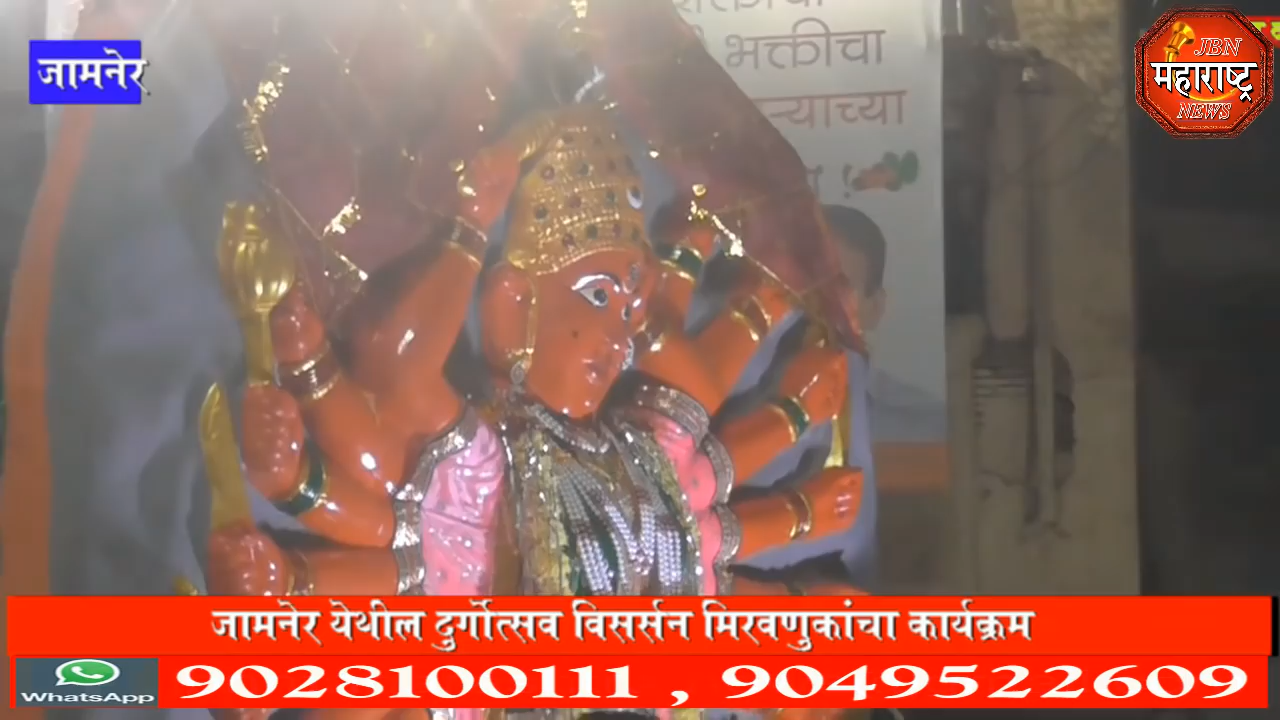 जामनेर
भक्तीचा
JBN
महाराष्ट्र
NEWS
जामनेर येथील दुर्गोत्सव विसर्सन मिरवणुकांचा कार्यक्रम
WhatsApp 9028100111 , 9049522609